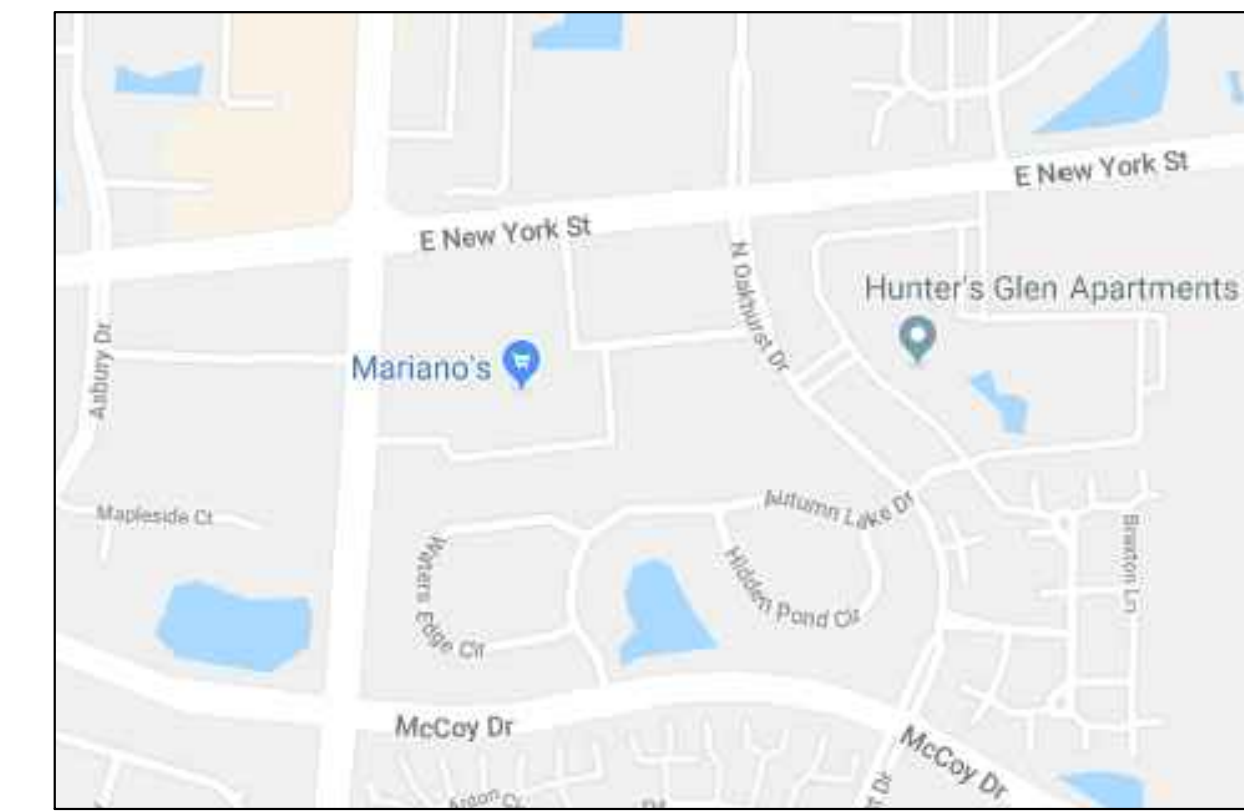 E New York St
E New York St
N Oakhurst Dr
Hunter's Glen Apartments
Asbury Dr
Mariano's
Mapleside Ct
Autumn Lake Dr
Braxton Ln
Waters Edge Cir
Hidden Pond Cir
McCoy Dr
McCoy Dr
Dr